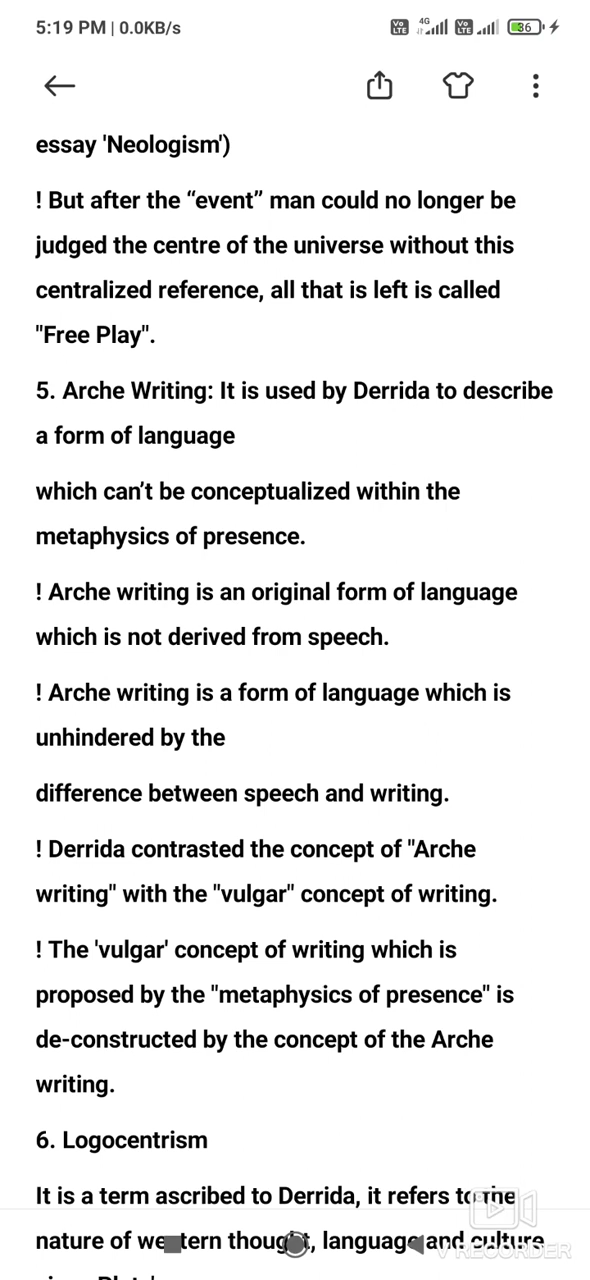 5:19 PM | 0.0KB/s
Vo LTE 4G Vo LTE 36
essay 'Neologism')
! But after the “event” man could no longer be
judged the centre of the universe without this
centralized reference, all that is left is called
"Free Play".
5. Arche Writing: It is used by Derrida to describe
a form of language
which can’t be conceptualized within the
metaphysics of presence.
! Arche writing is an original form of language
which is not derived from speech.
! Arche writing is a form of language which is
unhindered by the
difference between speech and writing.
! Derrida contrasted the concept of "Arche
writing" with the "vulgar" concept of writing.
! The 'vulgar' concept of writing which is
proposed by the "metaphysics of presence" is
de-constructed by the concept of the Arche
writing.
6. Logocentrism
It is a term ascribed to Derrida, it refers to the
nature of western thought, language and culture
V RECORDER